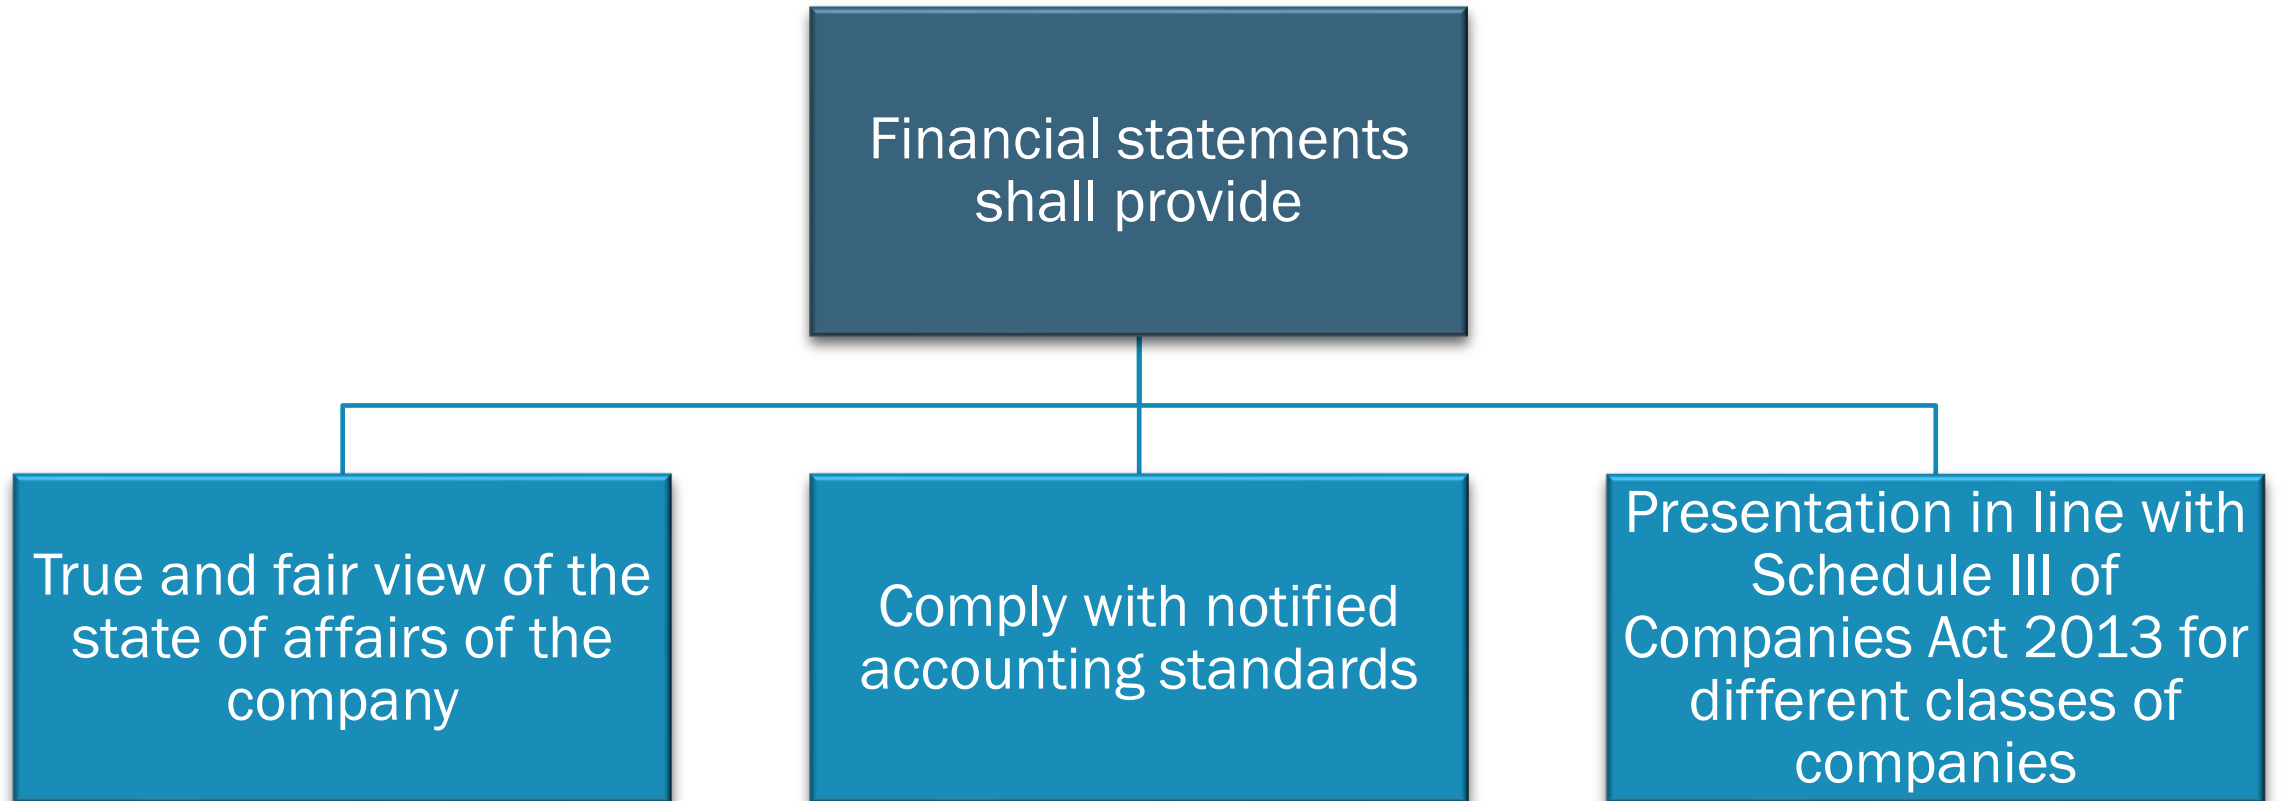 Financial statements
shall provide
True and fair view of the
state of affairs of the
company
Comply with notified
accounting standards
Presentation in line with
Schedule III of
Companies Act 2013 for
different classes of
companies